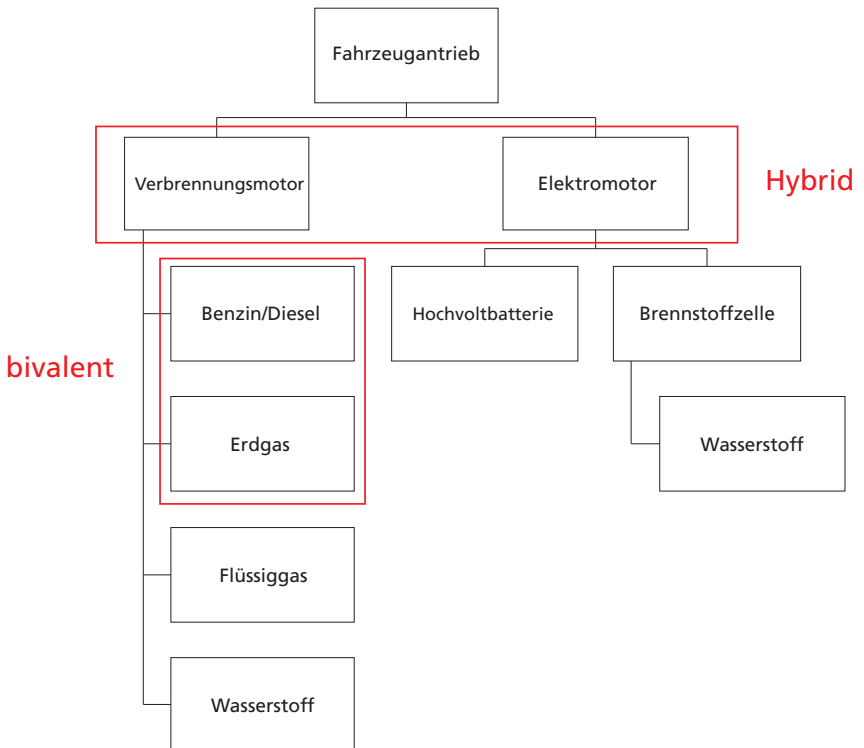 Fahrzeugantrieb
Verbrennungsmotor
Elektromotor
Hybrid
Benzin/Diesel
Hochvoltbatterie
Brennstoffzelle
bivalent
Erdgas
Wasserstoff
Flüssiggas
Wasserstoff